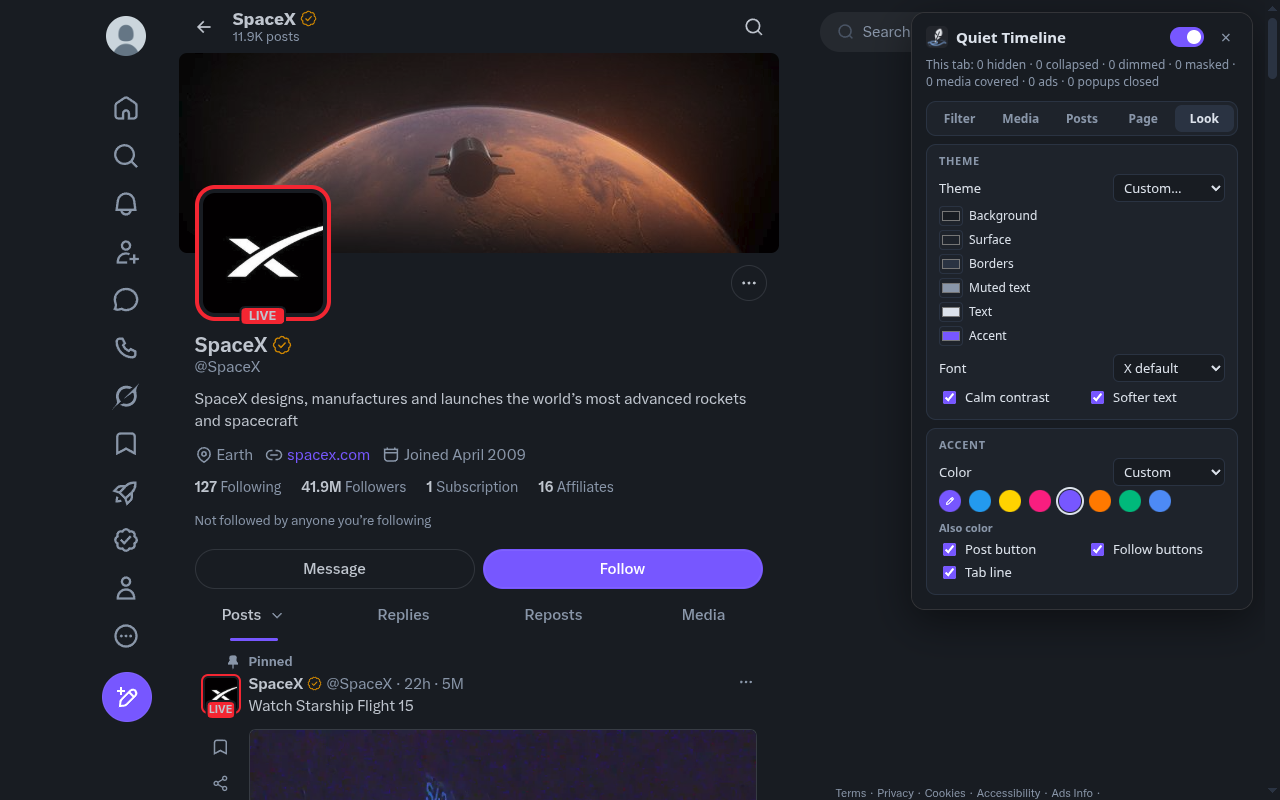 SpaceX
11.9K posts
Search
LIVE
SpaceX
@SpaceX
SpaceX designs, manufactures and launches the world’s most advanced rockets
and spacecraft
Earth spacex.com Joined April 2009
127 Following 41.9M Followers 1 Subscription 16 Affiliates
Not followed by anyone you’re following
Message Follow
Posts Replies Reposts Media
Pinned
SpaceX @SpaceX · 22h · 5M
LIVE
Watch Starship Flight 15
Quiet Timeline
This tab: 0 hidden · 0 collapsed · 0 dimmed · 0 masked ·
0 media covered · 0 ads · 0 popups closed
Filter Media Posts Page Look
THEME
Theme Custom...
Background
Surface
Borders
Muted text
Text
Accent
Font X default
Calm contrast Softer text
ACCENT
Color Custom
Also color
Post button Follow buttons
Tab line
Terms · Privacy · Cookies · Accessibility · Ads Info ·